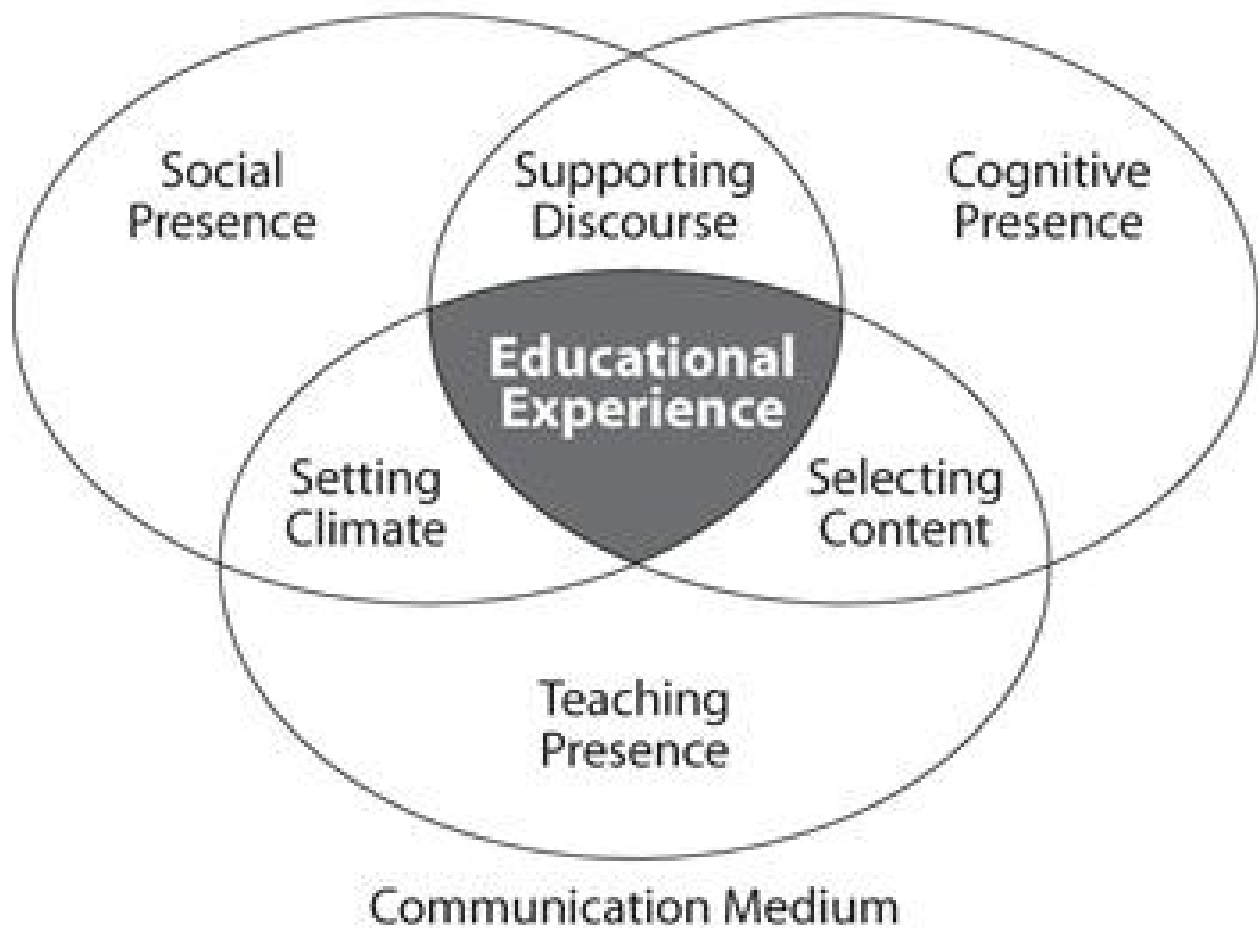 Social
Presence
Supporting
Discourse
Cognitive
Presence
Educational
Experience
Setting
Climate
Selecting
Content
Teaching
Presence
Communication Medium